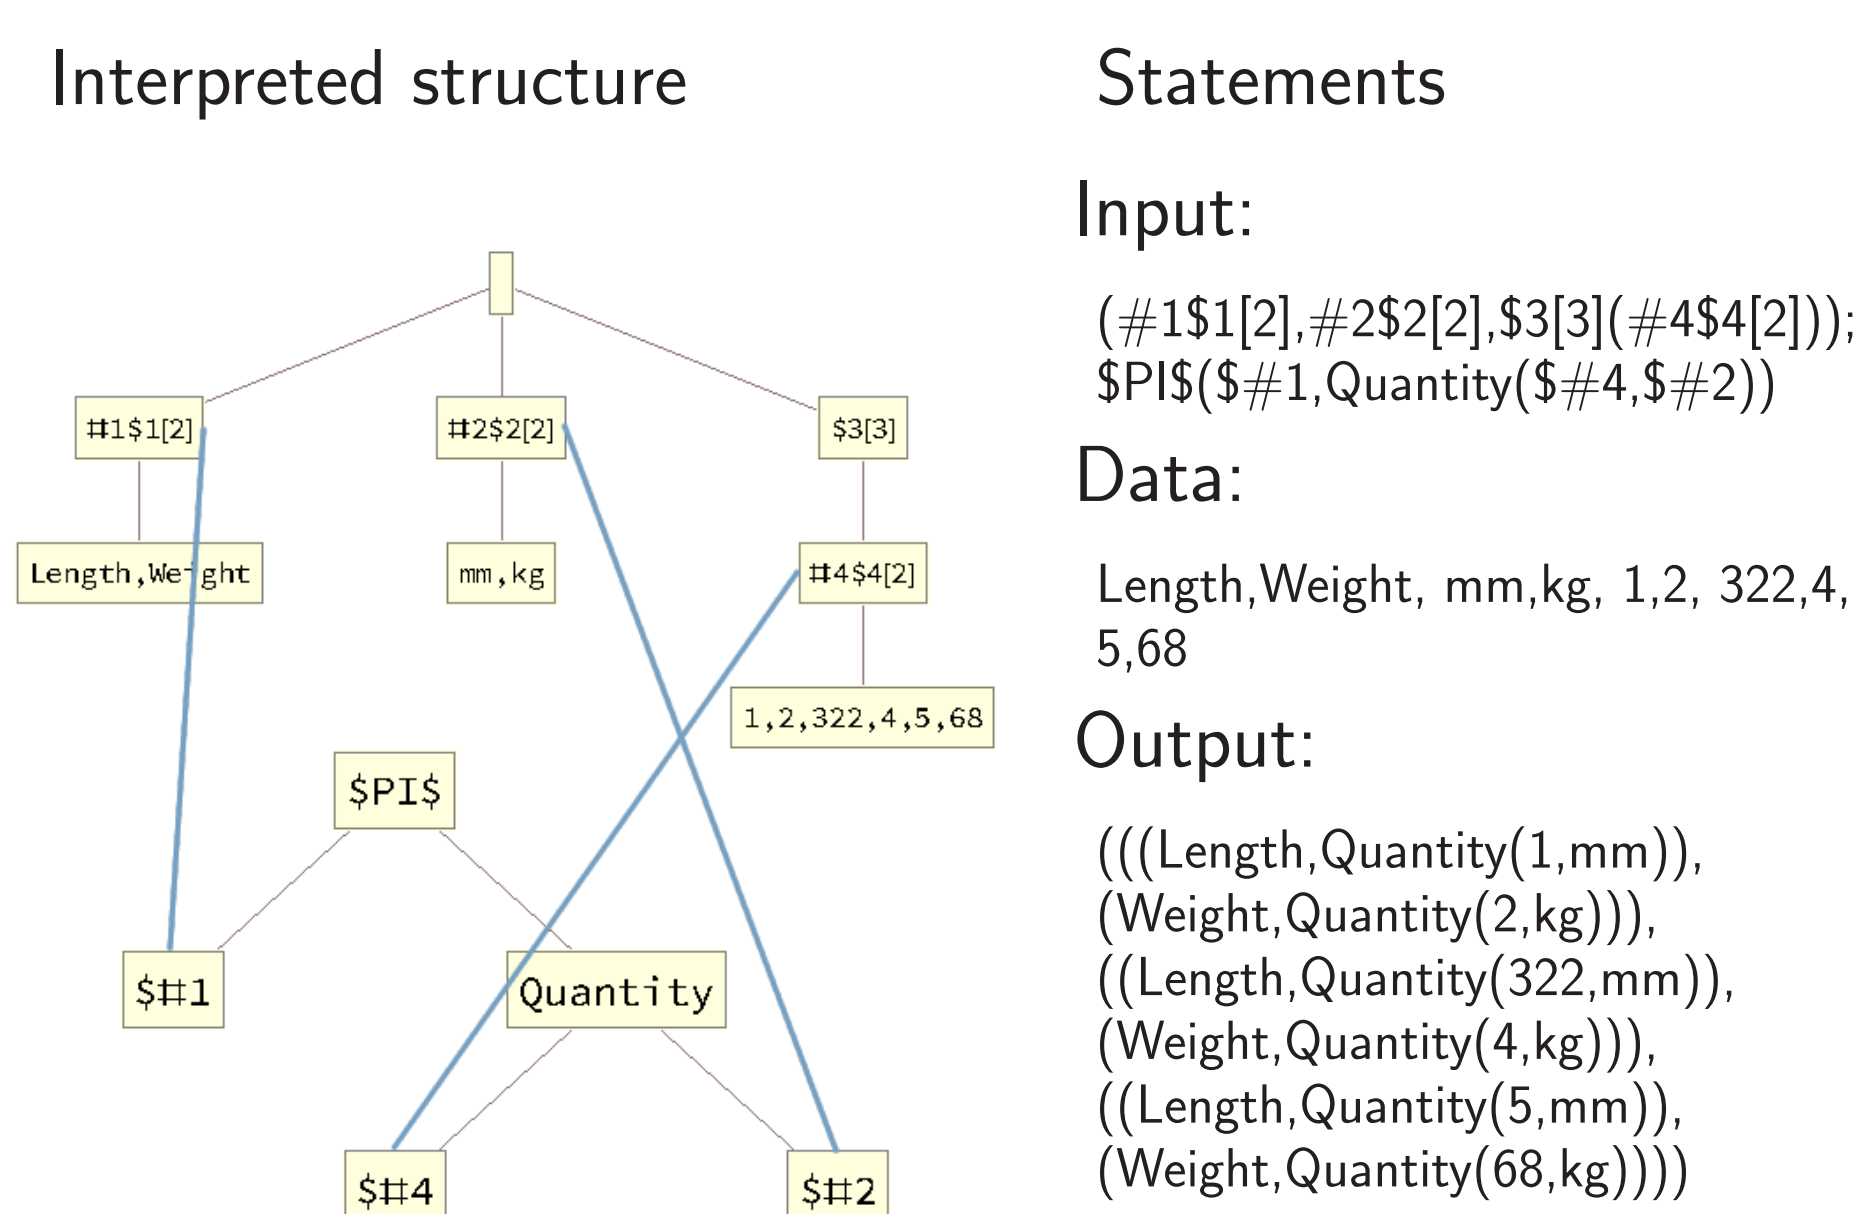 Interpreted structure
#1$1[2]
#2$2[2]
$3[3]
Length,Weight
mm,kg
#4$4[2]
1,2,322,4,5,68
$PI$
$#1
Quantity
$#4
$#2
Statements
Input:
(#1$1[2],#2$2[2],$3[3](#4$4[2]));
$PI$($#1,Quantity($#4,$#2))
Data:
Length,Weight, mm,kg, 1,2, 322,4,
5,68
Output:
(((Length,Quantity(1,mm)),
(Weight,Quantity(2,kg))),
((Length,Quantity(322,mm)),
(Weight,Quantity(4,kg))),
((Length,Quantity(5,mm)),
(Weight,Quantity(68,kg))))